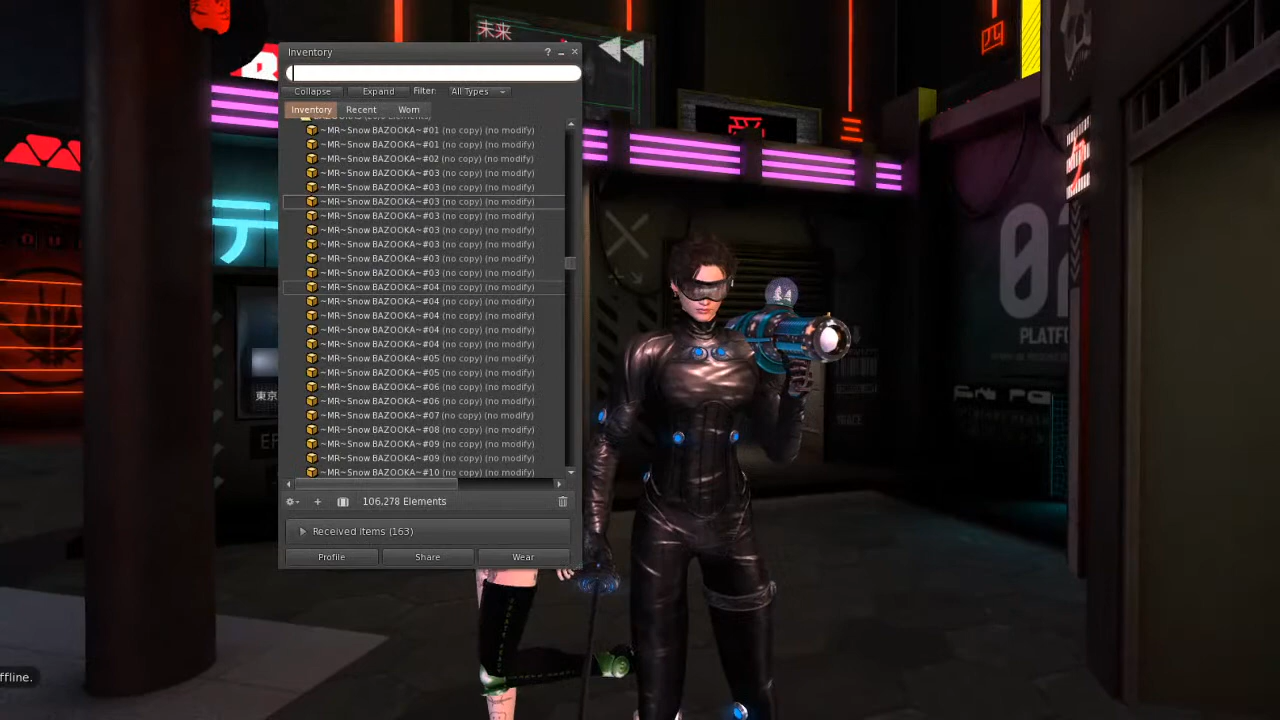 未来
Inventory
? _ ×
Collapse Expand Filter: All Types
Inventory Recent Worn
~MR~Snow BAZOOKA~#01 (no copy) (no modify)
~MR~Snow BAZOOKA~#01 (no copy) (no modify)
~MR~Snow BAZOOKA~#02 (no copy) (no modify)
~MR~Snow BAZOOKA~#03 (no copy) (no modify)
~MR~Snow BAZOOKA~#03 (no copy) (no modify)
~MR~Snow BAZOOKA~#03 (no copy) (no modify)
~MR~Snow BAZOOKA~#03 (no copy) (no modify)
~MR~Snow BAZOOKA~#03 (no copy) (no modify)
~MR~Snow BAZOOKA~#03 (no copy) (no modify)
~MR~Snow BAZOOKA~#03 (no copy) (no modify)
~MR~Snow BAZOOKA~#03 (no copy) (no modify)
~MR~Snow BAZOOKA~#04 (no copy) (no modify)
~MR~Snow BAZOOKA~#04 (no copy) (no modify)
~MR~Snow BAZOOKA~#04 (no copy) (no modify)
~MR~Snow BAZOOKA~#04 (no copy) (no modify)
~MR~Snow BAZOOKA~#04 (no copy) (no modify)
~MR~Snow BAZOOKA~#05 (no copy) (no modify)
~MR~Snow BAZOOKA~#05 (no copy) (no modify)
~MR~Snow BAZOOKA~#06 (no copy) (no modify)
~MR~Snow BAZOOKA~#06 (no copy) (no modify)
~MR~Snow BAZOOKA~#07 (no copy) (no modify)
~MR~Snow BAZOOKA~#08 (no copy) (no modify)
~MR~Snow BAZOOKA~#09 (no copy) (no modify)
~MR~Snow BAZOOKA~#09 (no copy) (no modify)
~MR~Snow BAZOOKA~#10 (no copy) (no modify)
106,278 Elements
Received Items (163)
Profile Share Wear
四
三
デ
東京
02
PLATF
ffline.